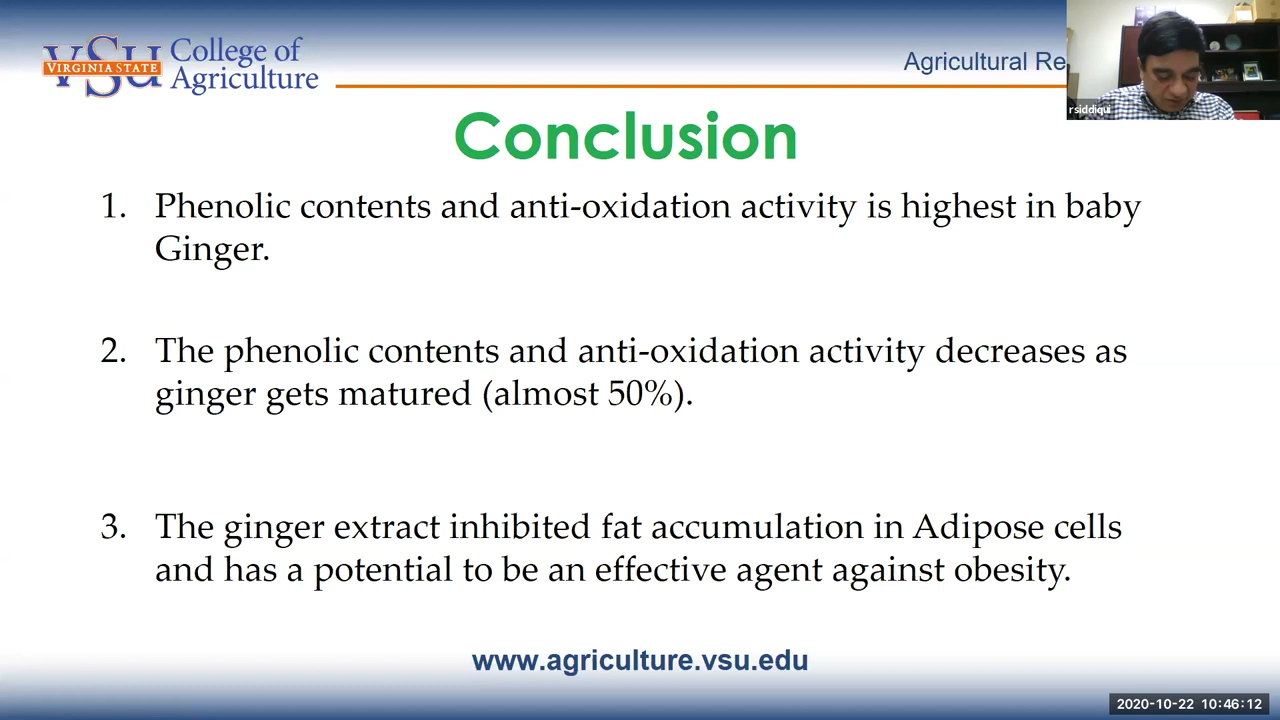 VSU
VIRGINIA STATE
College of
Agriculture
Agricultural Re
rsiddiqui
Conclusion
1. Phenolic contents and anti-oxidation activity is highest in baby
Ginger.
2. The phenolic contents and anti-oxidation activity decreases as
ginger gets matured (almost 50%).
3. The ginger extract inhibited fat accumulation in Adipose cells
and has a potential to be an effective agent against obesity.
www.agriculture.vsu.edu
2020-10-22 10:46:12